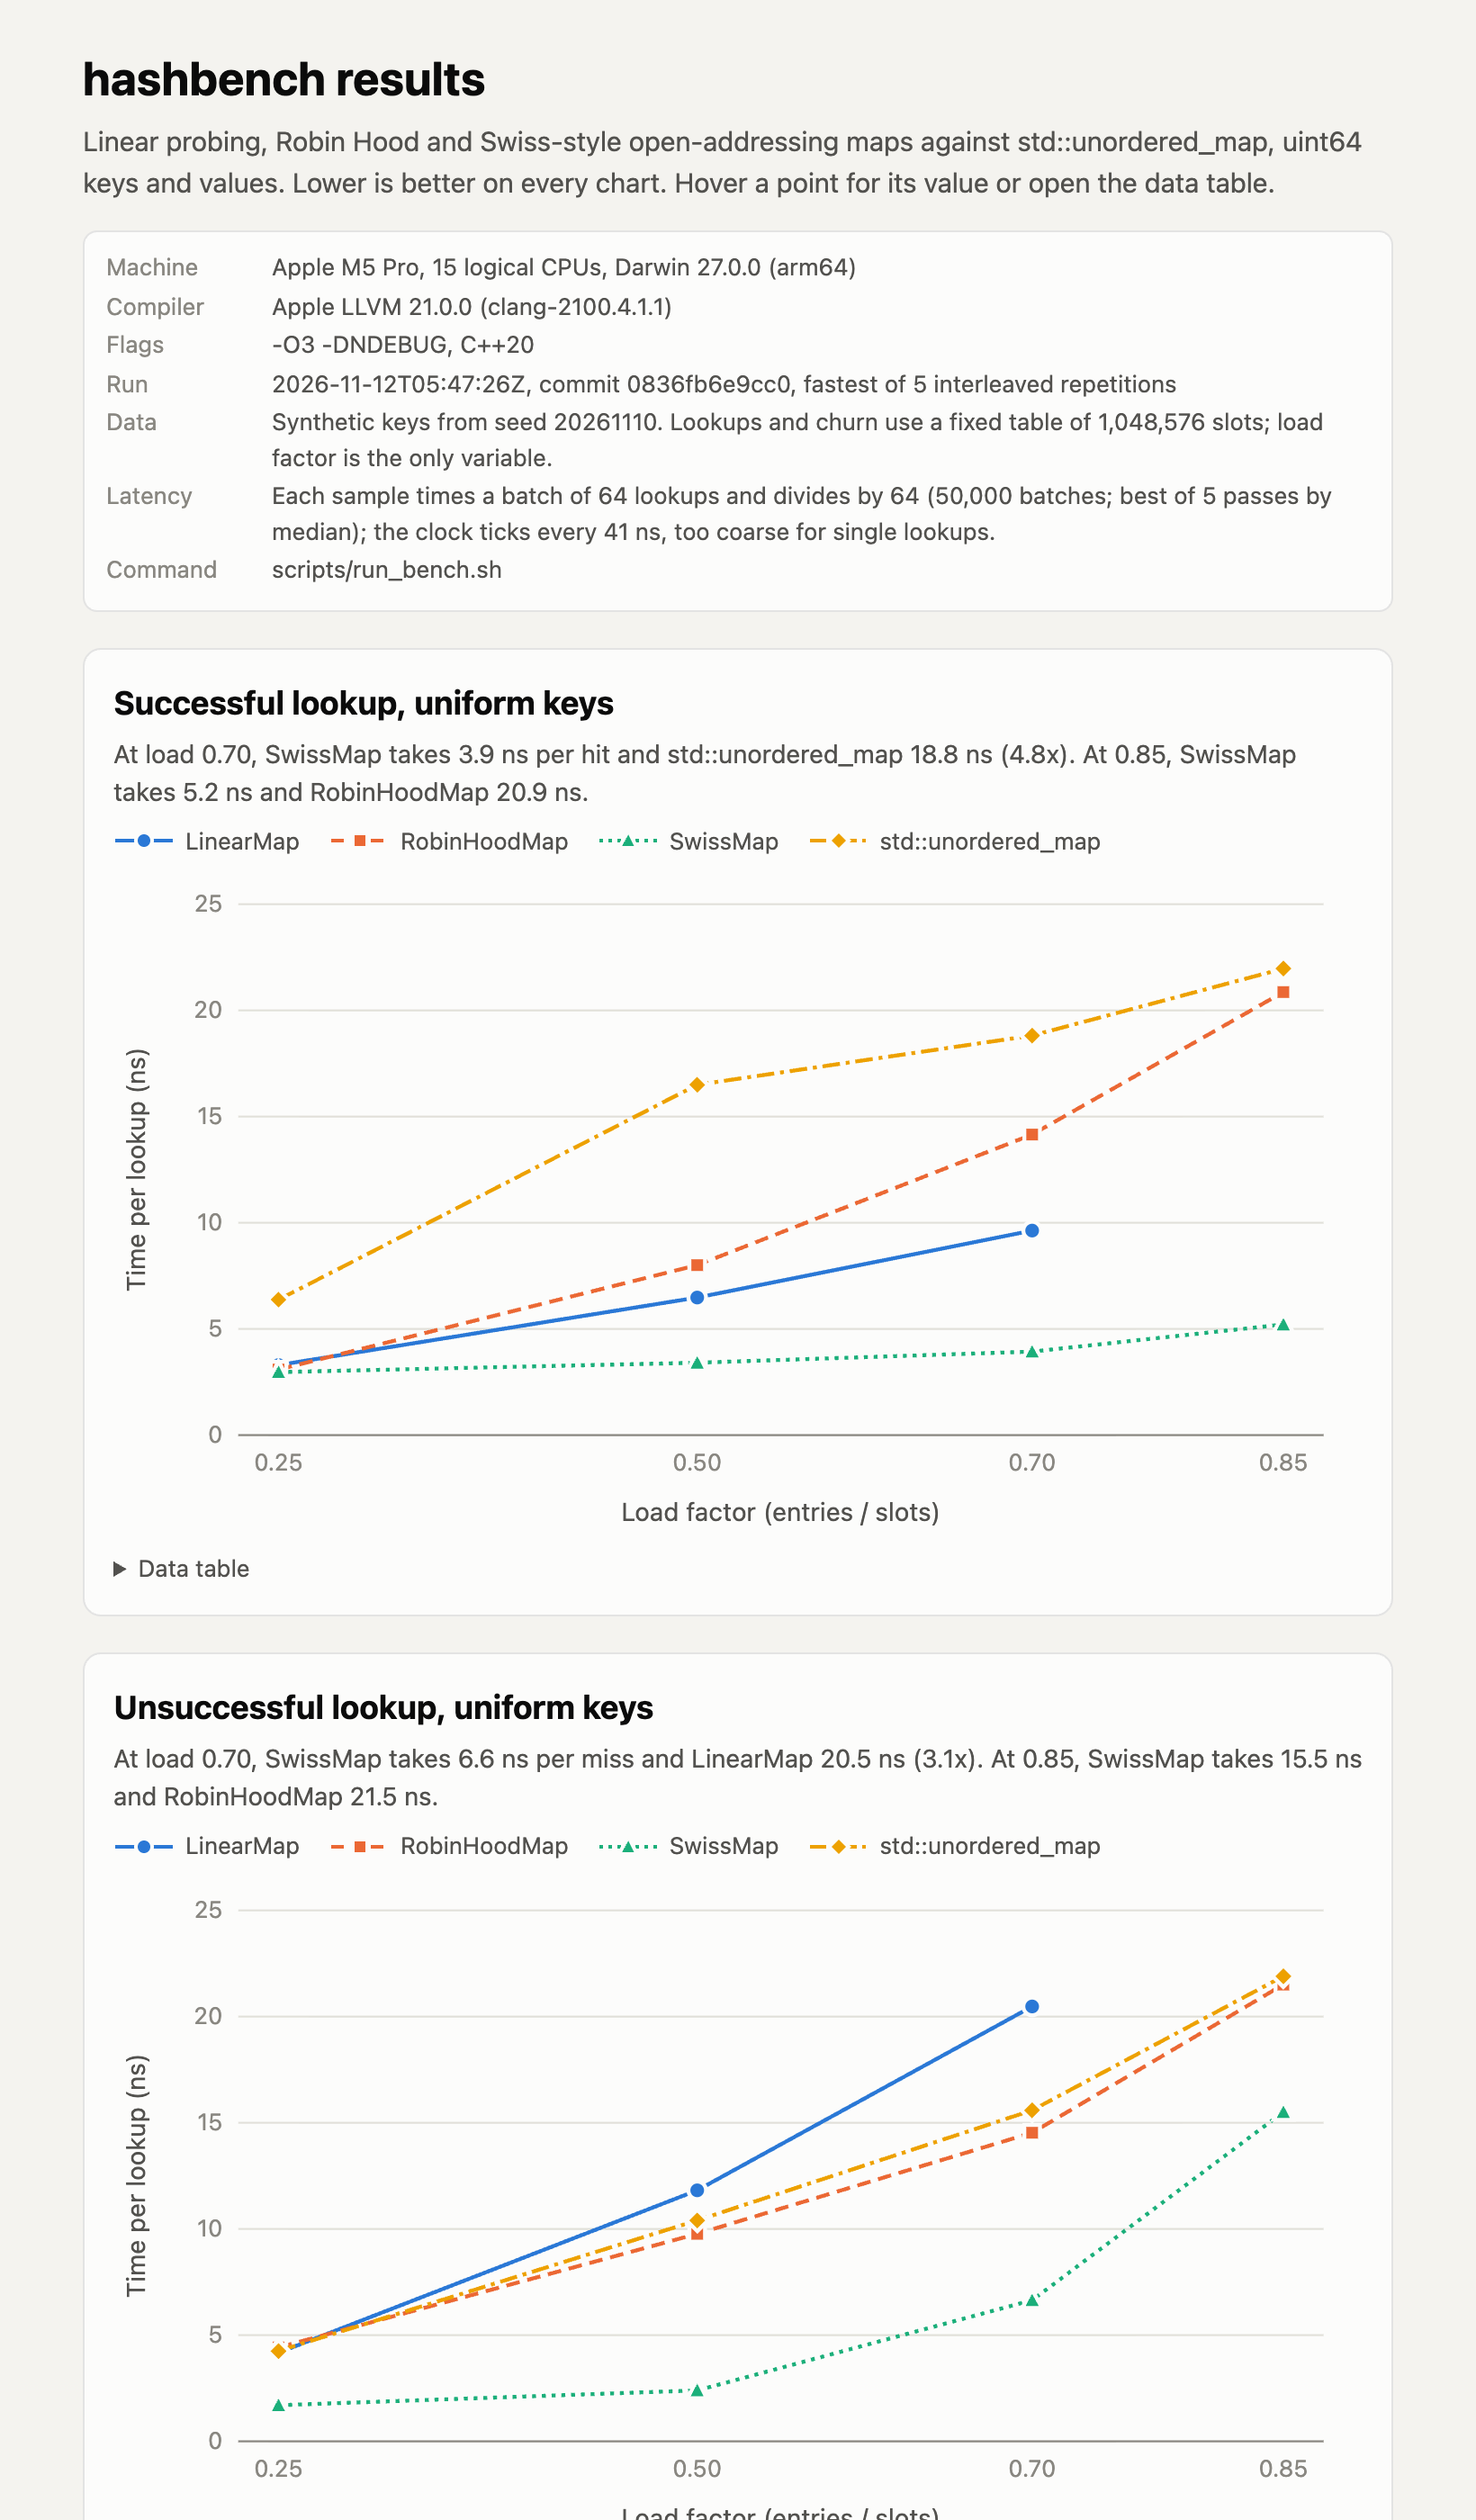 hashbench results
Linear probing, Robin Hood and Swiss-style open-addressing maps against std::unordered_map, uint64
keys and values. Lower is better on every chart. Hover a point for its value or open the data table.
Machine Apple M5 Pro, 15 logical CPUs, Darwin 27.0.0 (arm64)
Compiler Apple LLVM 21.0.0 (clang-2100.4.1.1)
Flags -O3 -DNDEBUG, C++20
Run 2026-11-12T05:47:26Z, commit 0836fb6e9cc0, fastest of 5 interleaved repetitions
Data Synthetic keys from seed 20261110. Lookups and churn use a fixed table of 1,048,576 slots; load
factor is the only variable.
Latency Each sample times a batch of 64 lookups and divides by 64 (50,000 batches; best of 5 passes by
median); the clock ticks every 41 ns, too coarse for single lookups.
Command scripts/run_bench.sh
Successful lookup, uniform keys
At load 0.70, SwissMap takes 3.9 ns per hit and std::unordered_map 18.8 ns (4.8x). At 0.85, SwissMap
takes 5.2 ns and RobinHoodMap 20.9 ns.
LinearMap RobinHoodMap SwissMap std::unordered_map
25
20
15
10
5
0
Time per lookup (ns)
0.25 0.50 0.70 0.85
Load factor (entries / slots)
▶ Data table
Unsuccessful lookup, uniform keys
At load 0.70, SwissMap takes 6.6 ns per miss and LinearMap 20.5 ns (3.1x). At 0.85, SwissMap takes 15.5 ns
and RobinHoodMap 21.5 ns.
LinearMap RobinHoodMap SwissMap std::unordered_map
25
20
15
10
5
0
Time per lookup (ns)
0.25 0.50 0.70 0.85
Load factor (entries / slots)